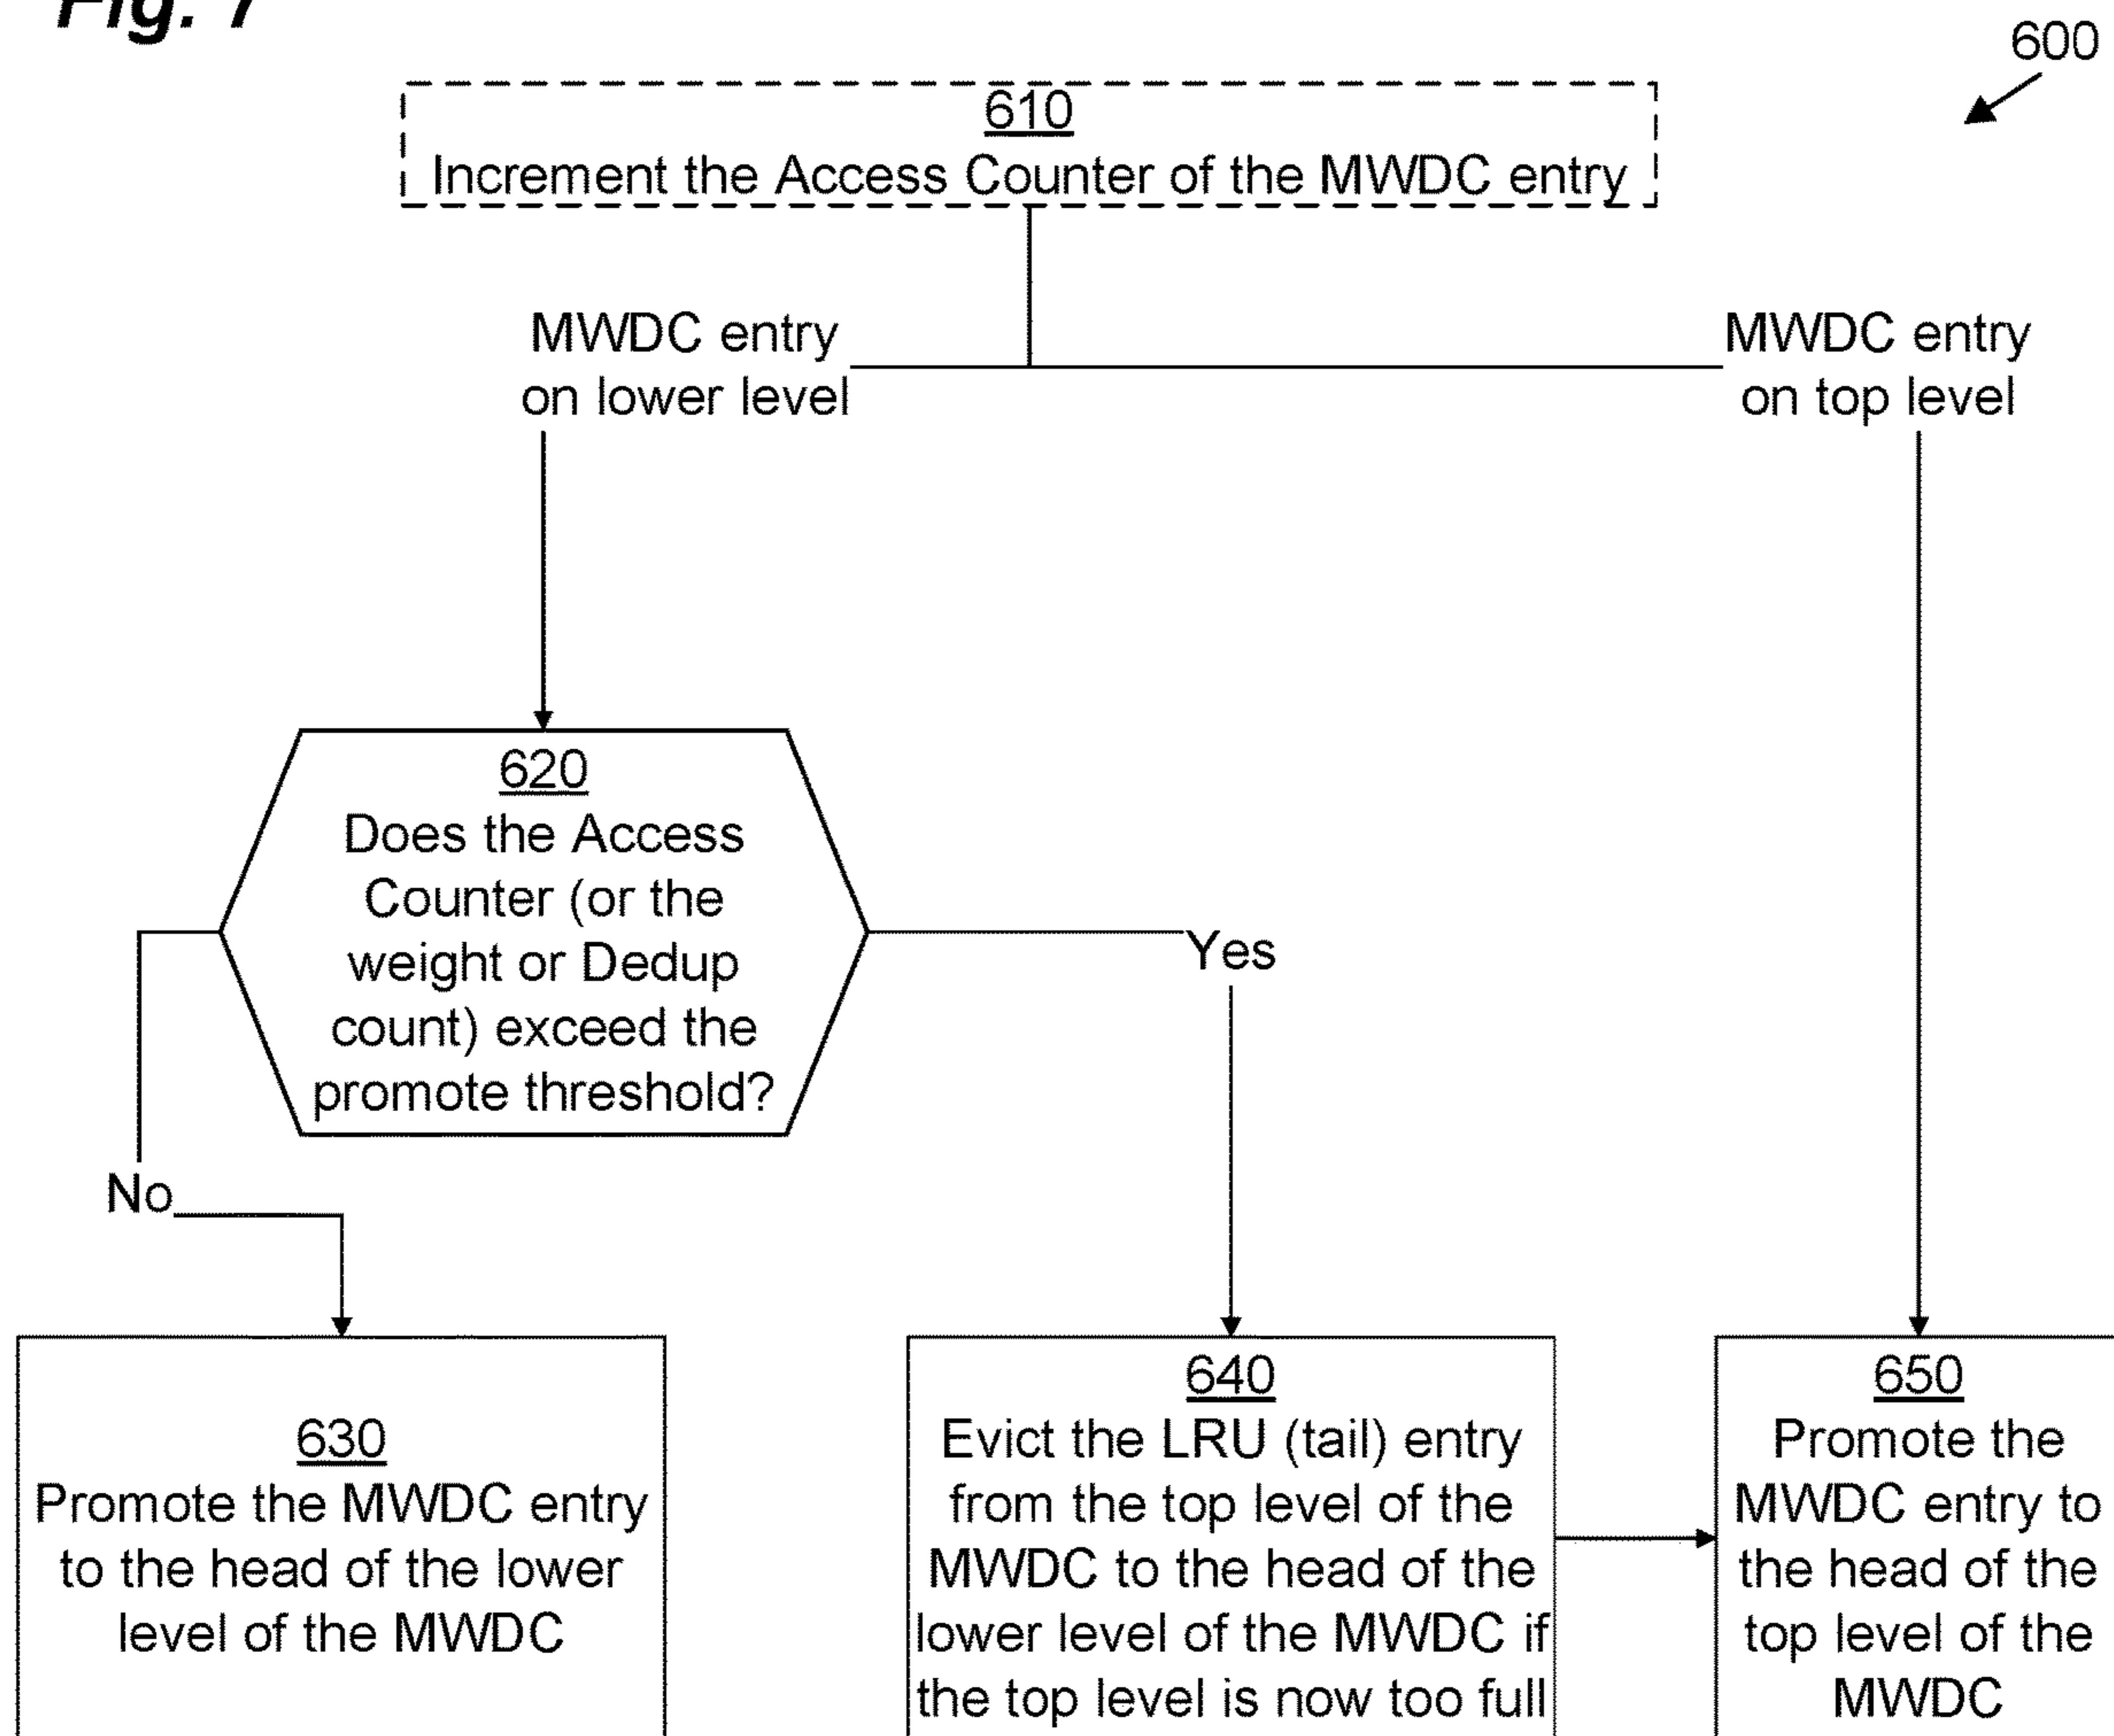 Fig. 7
600
610
Increment the Access Counter of the MWDC entry
MWDC entry
on lower level
MWDC entry
on top level
620
Does the Access
Counter (or the
weight or Dedup
count) exceed the
promote threshold?
Yes
No
630
Promote the MWDC entry
to the head of the lower
level of the MWDC
640
Evict the LRU (tail) entry
from the top level of the
MWDC to the head of the
lower level of the MWDC if
the top level is now too full
650
Promote the
MWDC entry to
the head of the
top level of the
MWDC